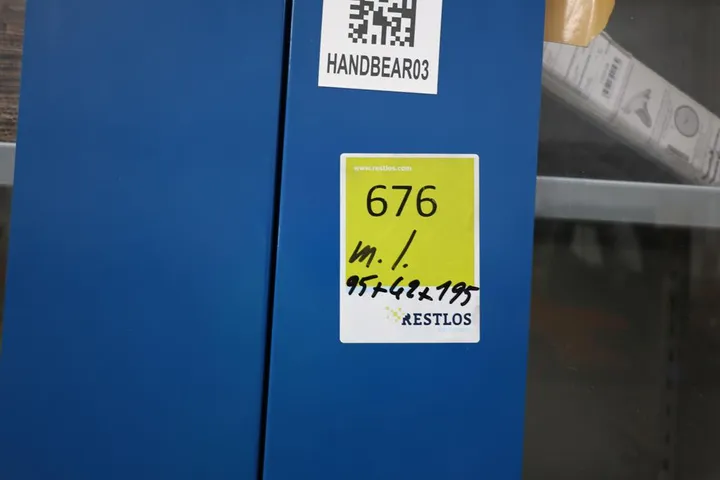 HANDBEAR03
www.restlos.com
676
m. l.
95x42x195
RESTLOS